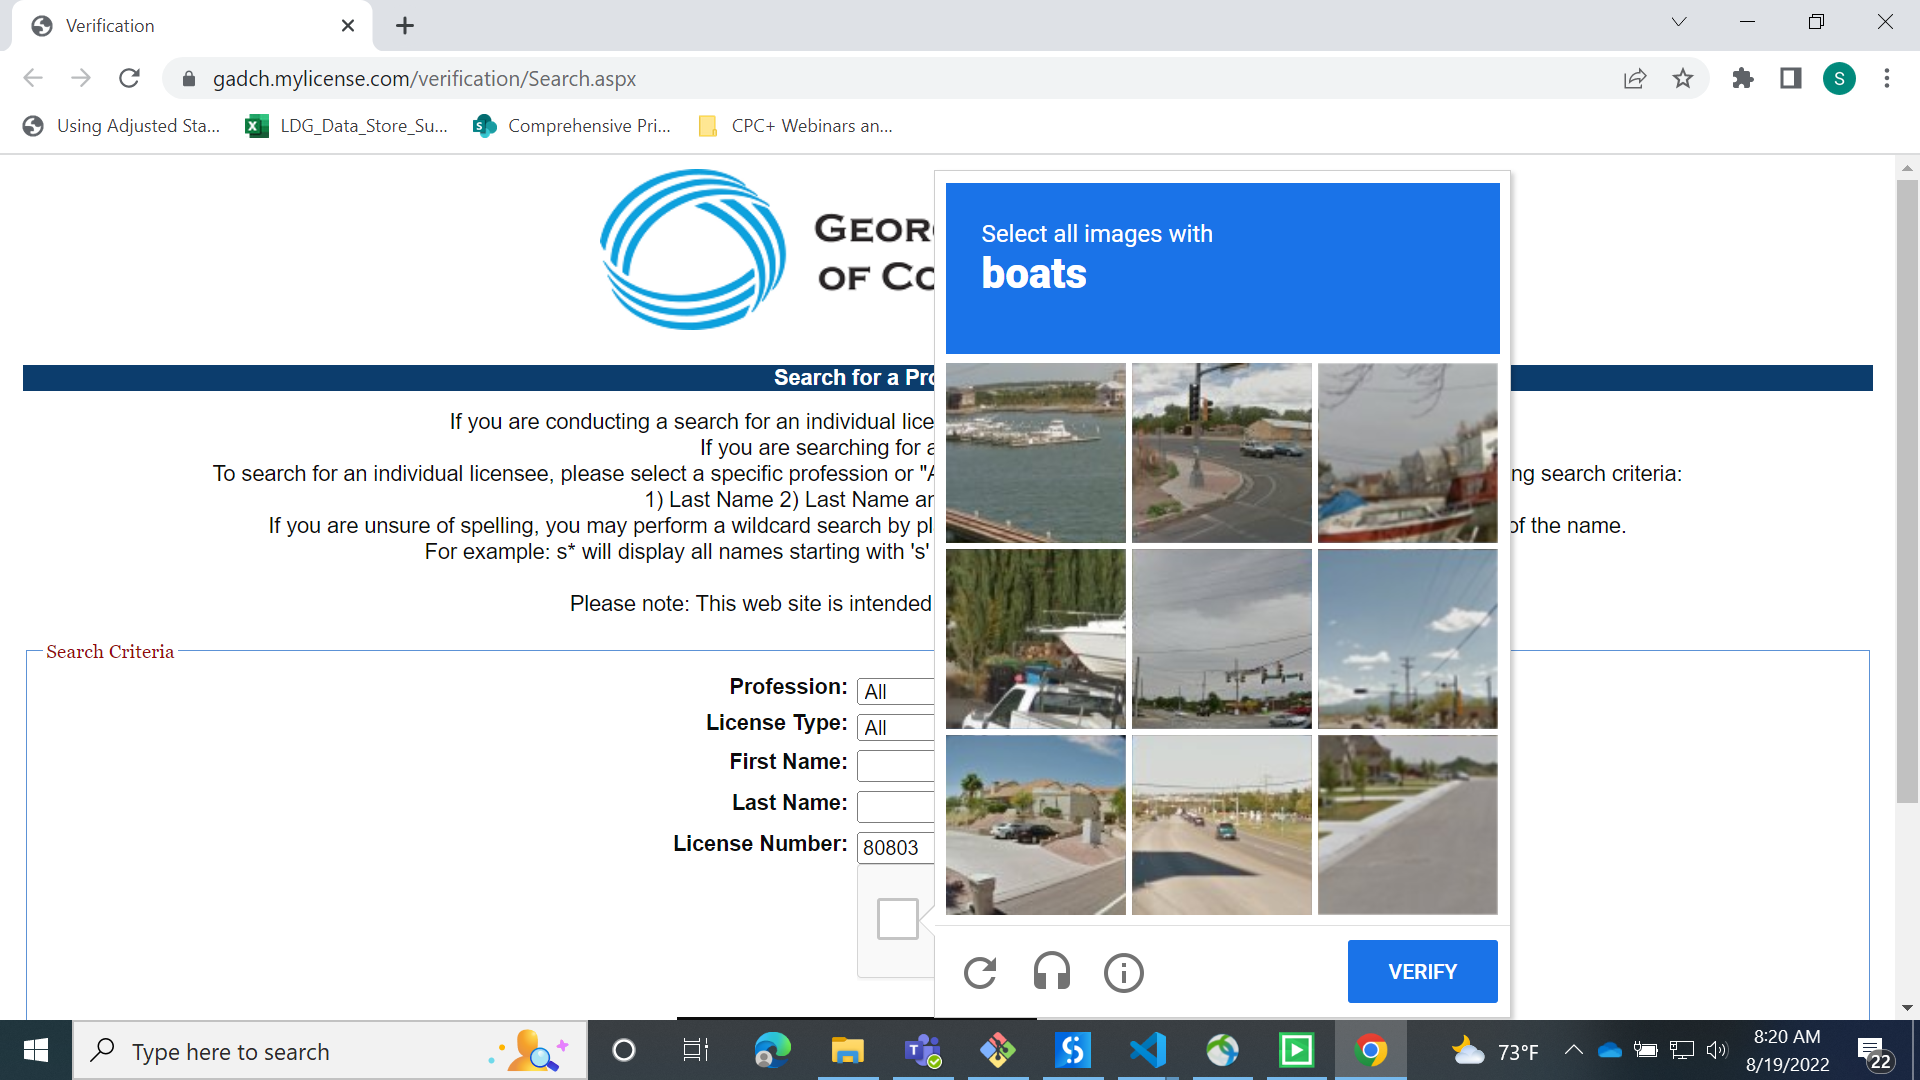 Verification
gadch.mylicense.com/verification/Search.aspx
S
Using Adjusted Sta...
LDG_Data_Store_Su...
Comprehensive Pri...
CPC+ Webinars an...
GEOR
OF CO
Select all images with
boats
Search for a Pro
If you are conducting a search for an individual lice
If you are searching for a
To search for an individual licensee, please select a specific profession or "A ng search criteria:
1) Last Name 2) Last Name an
If you are unsure of spelling, you may perform a wildcard search by pl of the name.
For example: s* will display all names starting with 's'
Please note: This web site is intended
Search Criteria
Profession: All
License Type: All
First Name:
Last Name:
License Number: 80803
VERIFY
Type here to search
73°F
8:20 AM
8/19/2022
22